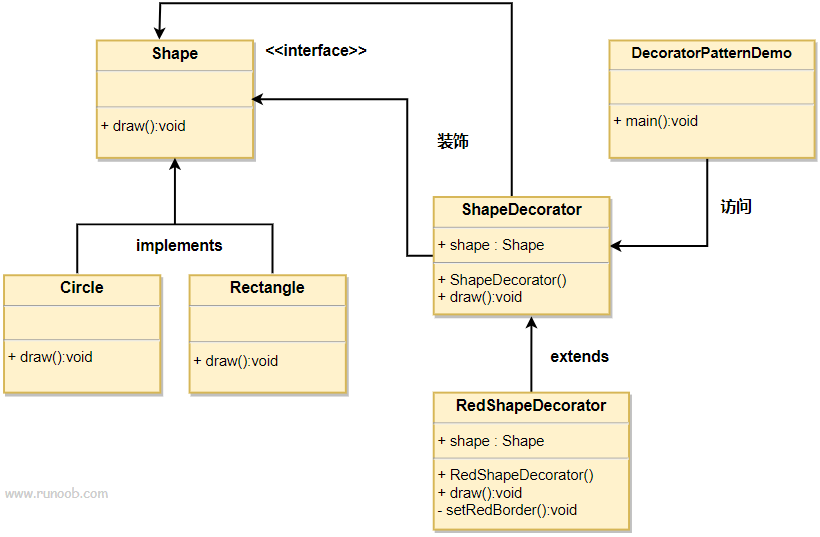 Shape
<<interface>>
+ draw():void
DecoratorPatternDemo
+ main():void
装饰
访问
ShapeDecorator
+ shape : Shape
+ ShapeDecorator()
+ draw():void
implements
Circle
+ draw():void
Rectangle
+ draw():void
extends
RedShapeDecorator
+ shape : Shape
+ RedShapeDecorator()
+ draw():void
- setRedBorder():void
www.runoob.com